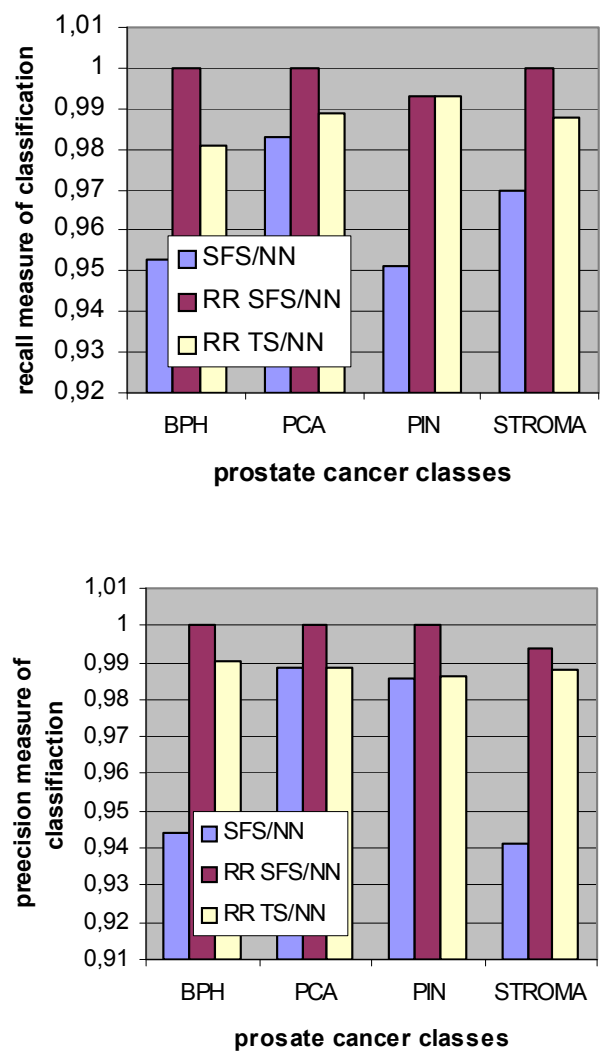 1,01
1
0,99
0,98
0,97
0,96
0,95
0,94
0,93
0,92
recall measure of classification
SFS/NN
RR SFS/NN
RR TS/NN
BPH PCA PIN STROMA
prostate cancer classes
1,01
1
0,99
0,98
0,97
0,96
0,95
0,94
0,93
0,92
0,91
preecision measure of
classifiaction
SFS/NN
RR SFS/NN
RR TS/NN
BPH PCA PIN STROMA
prosate cancer classes